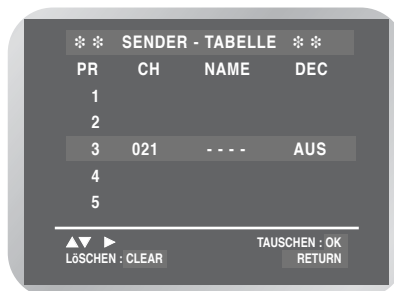 ❇ ❇ SENDER - TABELLE ❇ ❇
PR CH NAME DEC
1
2
3 021 - - - - AUS
4
5
▲▼ ► TAUSCHEN : OK
LöSCHEN : CLEAR RETURN